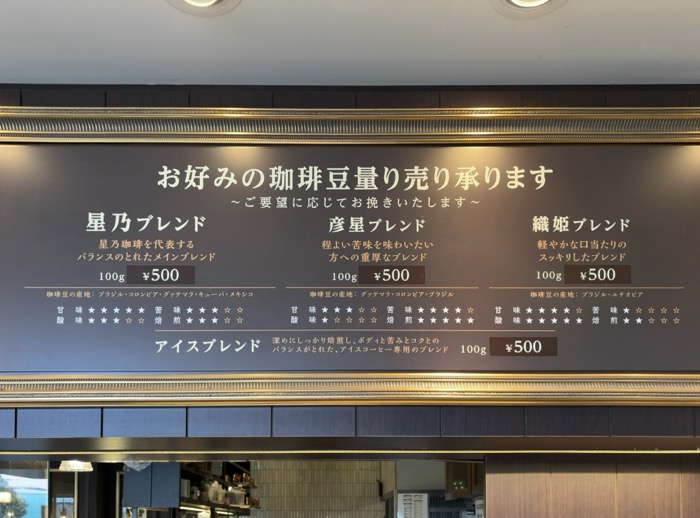 お好みの珈琲豆量り売り承ります
～ご要望に応じてお挽きいたします～
星乃ブレンド
星乃珈琲を代表する
バランスのとれたメインブレンド
100g ¥500
珈琲豆の産地：ブラジル・コロンビア・グァテマラ・キューバ・メキシコ
甘　味★★★★☆ 苦　味★★★☆☆
酸　味★★★☆☆ 焙　煎★★★☆☆
彦星ブレンド
程よい苦味を味わいたい
方への重厚なブレンド
100g ¥500
珈琲豆の産地：グァテマラ・コロンビア・ブラジル
甘　味★★☆☆☆ 苦　味★★★★★
酸　味★☆☆☆☆ 焙　煎★★★★★
織姫ブレンド
軽やかな口当たりの
スッキリしたブレンド
100g ¥500
珈琲豆の産地：ブラジル・エチオピア
甘　味★★★★★ 苦　味★☆☆☆☆
酸　味★★★★☆ 焙　煎★★☆☆☆
アイスブレンド
深めにしっかり焙煎し、ボディと苦みとコクとの
バランスがとれた、アイスコーヒー専用のブレンド
100g ¥500